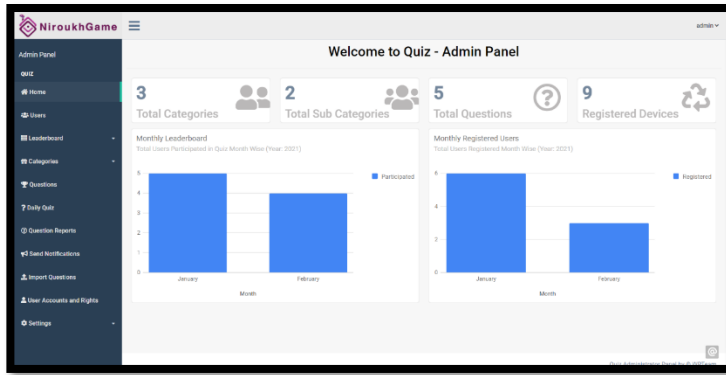 NiroukhGame
admin
Admin Panel
QUIZ
Home
Users
Leaderboard
Categories
Questions
? Daily Quiz
Question Reports
Send Notifications
Import Questions
User Accounts and Rights
Settings
Welcome to Quiz - Admin Panel
3
Total Categories
2
Total Sub Categories
5
Total Questions
9
Registered Devices
Monthly Leaderboard
Total Users Participated in Quiz Month Wise (Year: 2021)
5
4
3
2
1
0
January
February
Month
Participated
Monthly Registered Users
Total Users Registered Month Wise (Year: 2021)
6
4
2
0
January
February
Month
Registered
Quiz Administrator Panel by ©